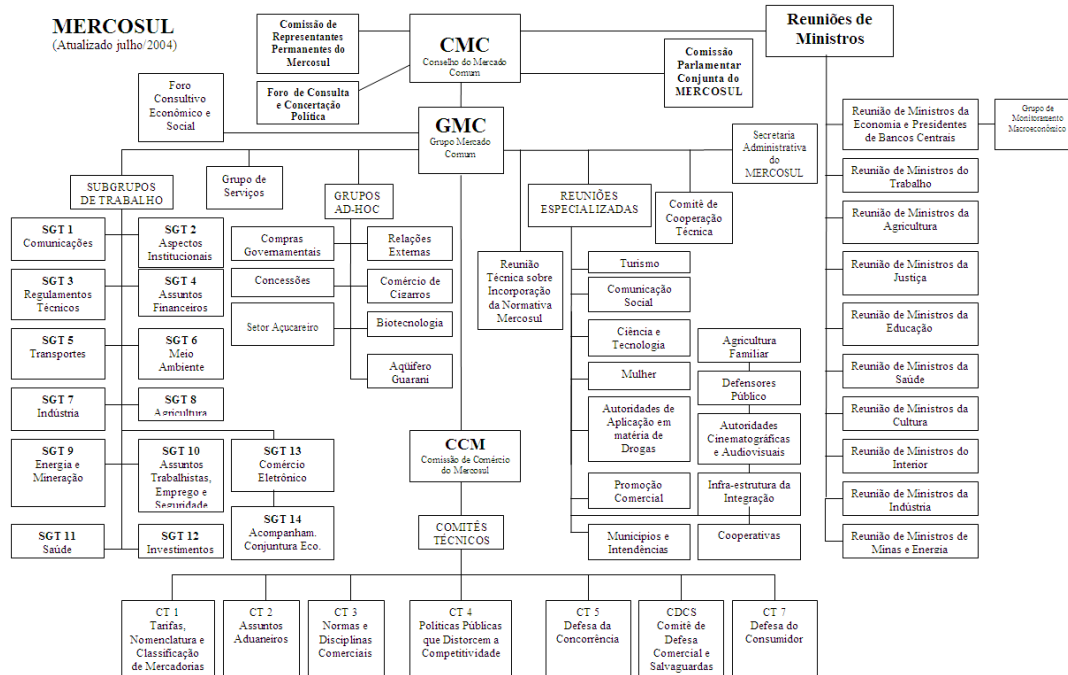 MERCOSUL
(Atualizado julho/2004)
Comissão de
Representantes
Permanentes do
Mercosul
CMC
Conselho do Mercado
Comum
Reuniões de
Ministros
Foro de Consulta
e Concertação
Política
Comissão
Parlamentar
Conjunta do
MERCOSUL
Foro
Consultivo
Econômico e
Social
GMC
Grupo Mercado
Comum
Secretaria
Administrativa
do
MERCOSUL
Reunião de Ministros da
Economia e Presidentes
de Bancos Centrais
Grupo de
Monitoramento
Macroeconômico
SUBGRUPOS
DE TRABALHO
Grupo de
Serviços
GRUPOS
AD-HOC
REUNIÕES
ESPECIALIZADAS
Comitê de
Cooperação
Técnica
Reunião de Ministros do
Trabalho
Reunião de Ministros da
Agricultura
Reunião de Ministros da
Justiça
Reunião de Ministros da
Educação
Reunião de Ministros da
Saúde
Reunião de Ministros da
Cultura
Reunião de Ministros do
Interior
Reunião de Ministros da
Indústria
Reunião de Ministros de
Minas e Energia
SGT 1
Comunicações
SGT 2
Aspectos
Institucionais
SGT 3
Regulamentos
Técnicos
SGT 4
Assuntos
Financeiros
SGT 5
Transportes
SGT 6
Meio
Ambiente
SGT 7
Indústria
SGT 8
Agricultura
SGT 9
Energia e
Mineração
SGT 10
Assuntos
Trabalhistas,
Emprego e
Seguridade
SGT 11
Saúde
SGT 12
Investimentos
SGT 13
Comércio
Eletrônico
SGT 14
Acompanham.
Conjuntura Eco.
Compras
Governamentais
Relações
Externas
Concessões
Comércio de
Cigarros
Setor Açucareiro
Biotecnologia
Aqüífero
Guarani
Reunião
Técnica sobre
Incorporação
da Normativa
Mercosul
Turismo
Comunicação
Social
Ciência e
Tecnologia
Mulher
Autoridades de
Aplicação em
matéria de
Drogas
Promoção
Comercial
Municípios e
Intendências
Agricultura
Familiar
Defensores
Público
Autoridades
Cinematográficas
e Audiovisuais
Infra-estrutura da
Integração
Cooperativas
CCM
Comissão de Comércio
do Mercosul
COMITÊS
TÉCNICOS
CT 1
Tarifas,
Nomenclatura e
Classificação
de Mercadorias
CT 2
Assuntos
Aduaneiros
CT 3
Normas e
Disciplinas
Comerciais
CT 4
Políticas Públicas
que Distorcem a
Competitividade
CT 5
Defesa da
Concorrência
CDCS
Comitê de
Defesa
Comercial e
Salvaguardas
CT 7
Defesa do
Consumidor